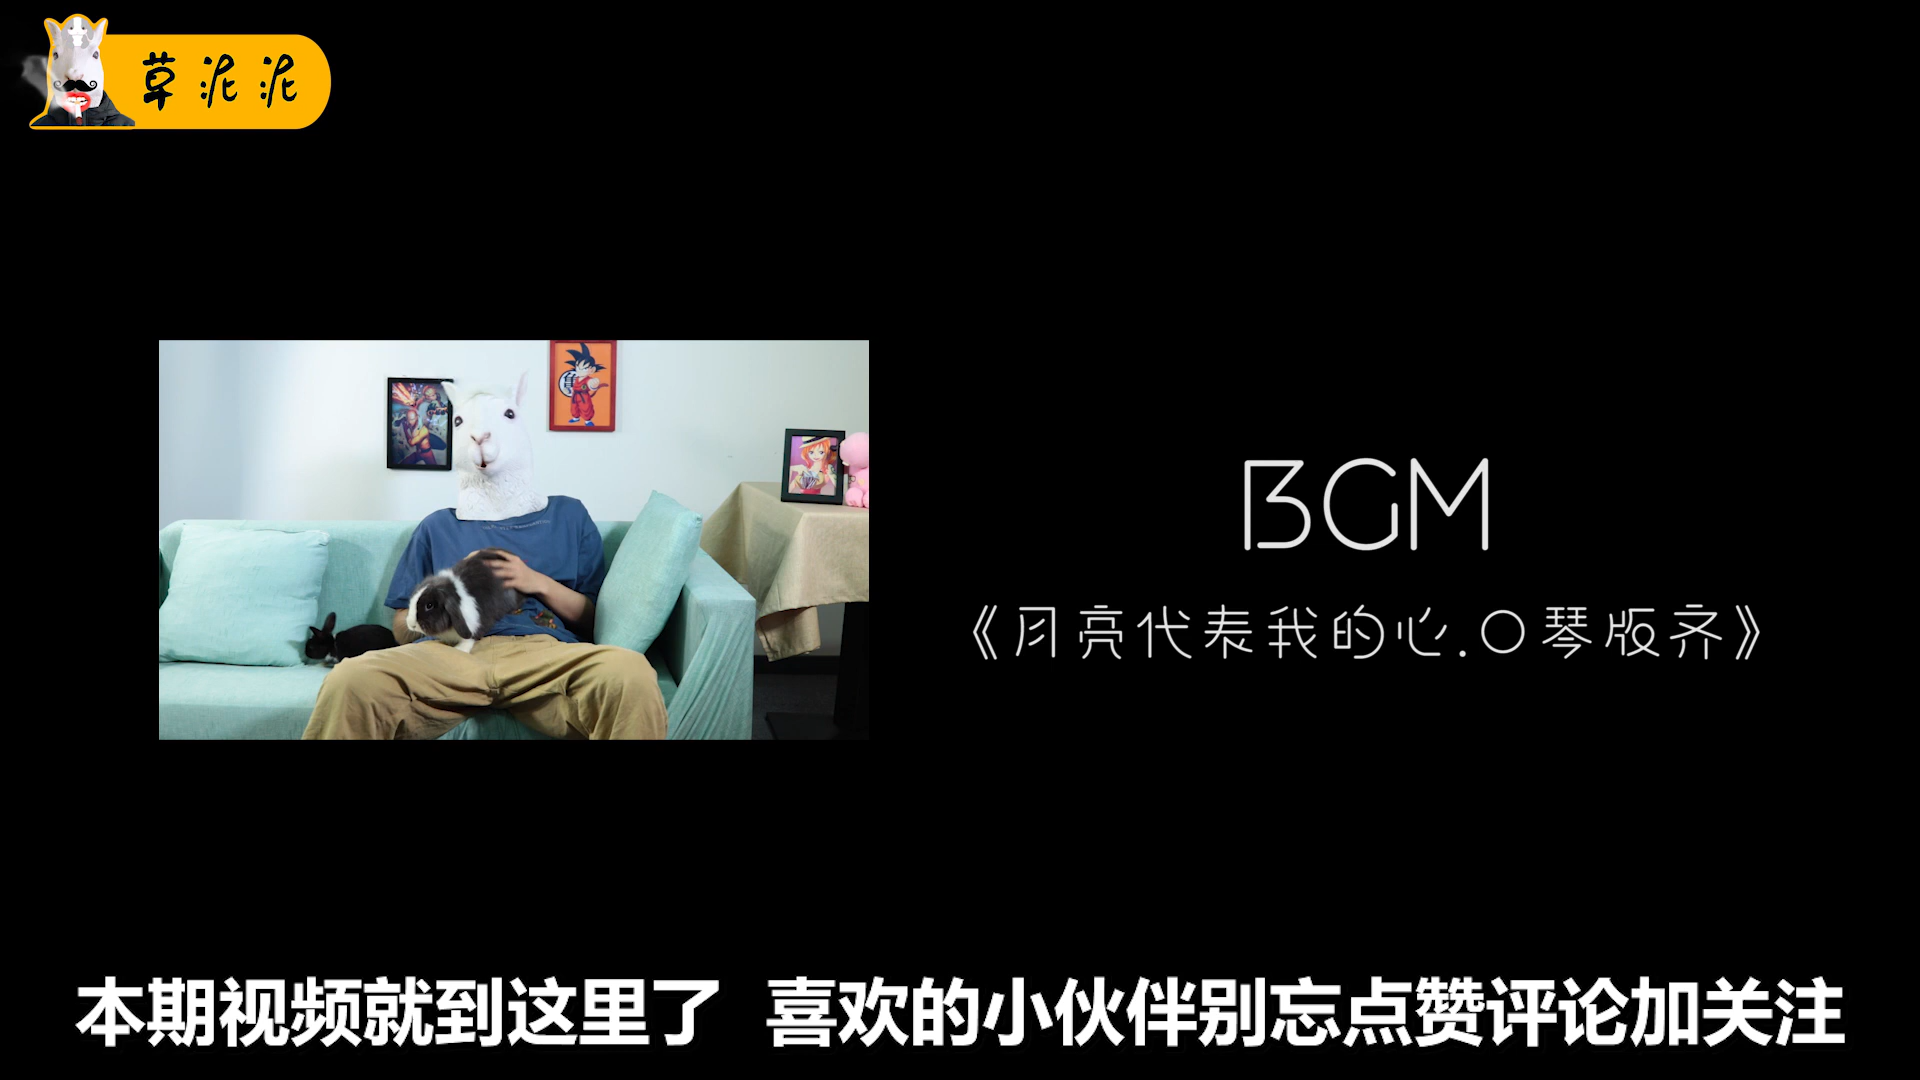 草泥泥
BGM
《月亮代表我的心.口琴版齐》
本期视频就到这里了 喜欢的小伙伴别忘点赞评论加关注